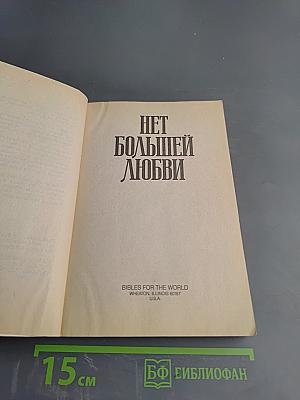 НЕТ
БОЛЬШЕЙ
ЛЮБВИ
BIBLES FOR THE WORLD
WHEATON, ILLINOIS 60187
U.S.A.
15 см
БФ БИБЛИОФАН